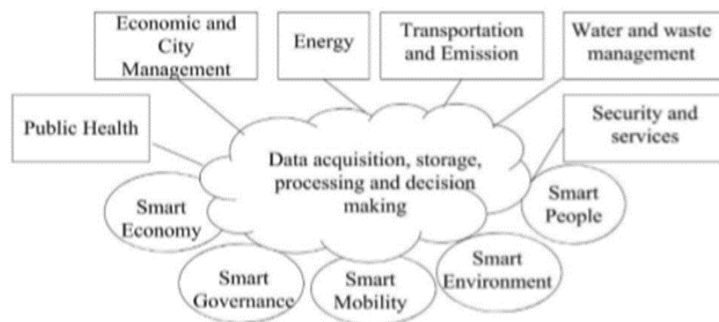 Economic and
City
Management
Energy
Transportation
and Emission
Water and waste
management
Public Health
Security and
services
Data acquisition, storage,
processing and decision
making
Smart
Economy
Smart
Governance
Smart
Mobility
Smart
Environment
Smart
People